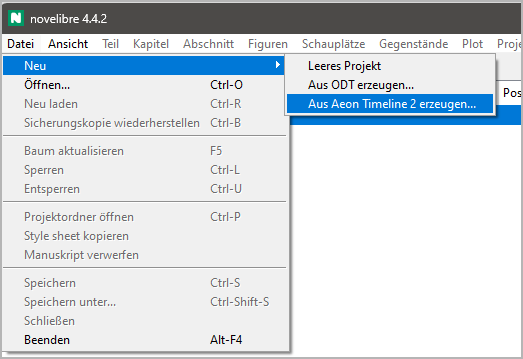 novelibre 4.4.2
Datei Ansicht Teil Kapitel Abschnitt Figuren Schauplätze Gegenstände Plot Proje
Neu
Öffnen... Ctrl-O
Neu laden Ctrl-R
Sicherungskopie wiederherstellen Ctrl-B
Baum aktualisieren F5
Sperren Ctrl-L
Entsperren Ctrl-U
Projektordner öffnen Ctrl-P
Style sheet kopieren
Manuskript verwerfen
Speichern Ctrl-S
Speichern unter... Ctrl-Shift-S
Schließen
Beenden Alt-F4
Leeres Projekt
Aus ODT erzeugen...
Aus Aeon Timeline 2 erzeugen...
Pos